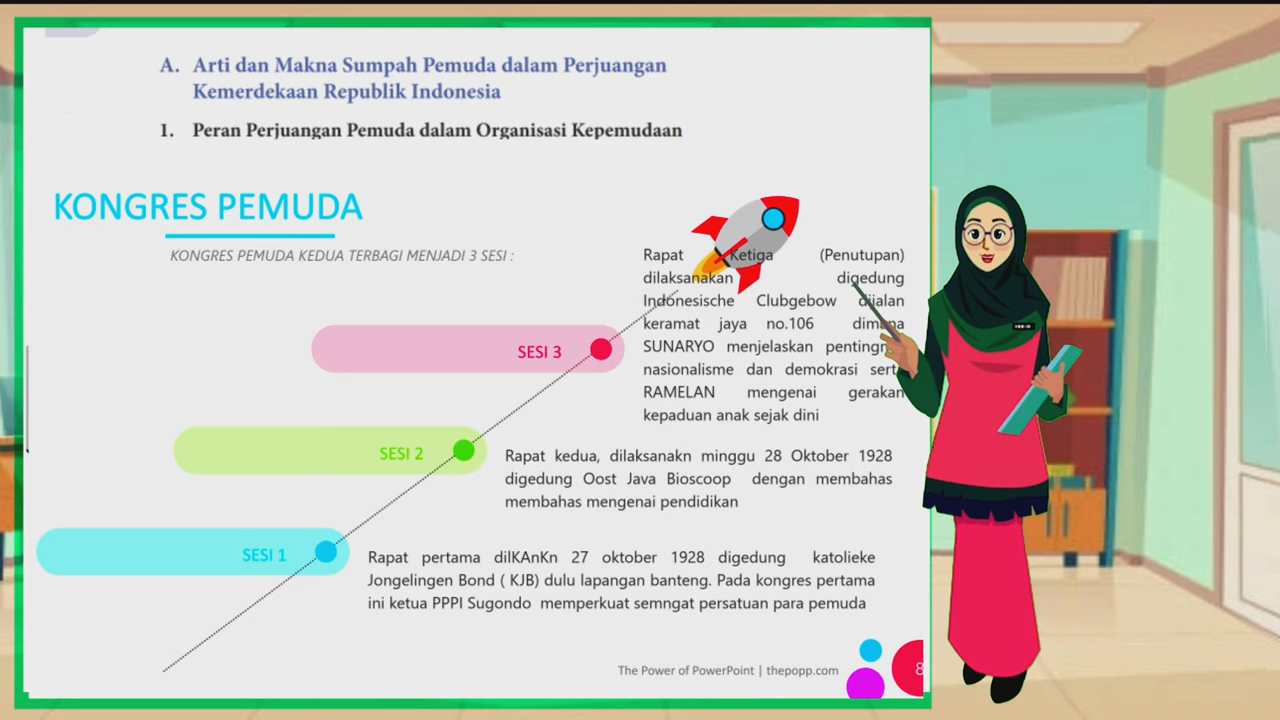 A. Arti dan Makna Sumpah Pemuda dalam Perjuangan
Kemerdekaan Republik Indonesia
1. Peran Perjuangan Pemuda dalam Organisasi Kepemudaan
KONGRES PEMUDA
KONGRES PEMUDA KEDUA TERBAGI MENJADI 3 SESI :
Rapat Ketiga (Penutupan)
dilaksanakan digedung
Indonesische Clubgebow dijalan
keramat jaya no.106 dimana
SUNARYO menjelaskan
nasionalisme dan demokrasi
RAMELAN mengenai gerakan
kepaduan anak sejak dini
SESI 3
SESI 2
Rapat kedua, dilaksanakn minggu 28 Oktober 1928
digedung Oost Java Bioscoop dengan membahas
membahas mengenai pendidikan
SESI 1
Rapat pertama dilKAnKn 27 oktober 1928 digedung katolieke
Jongelingen Bond ( KJB) dulu lapangan banteng. Pada kongres pertama
ini ketua PPPI Sugondo memperkuat semngat persatuan para pemuda
The Power of PowerPoint | thepopp.com
8